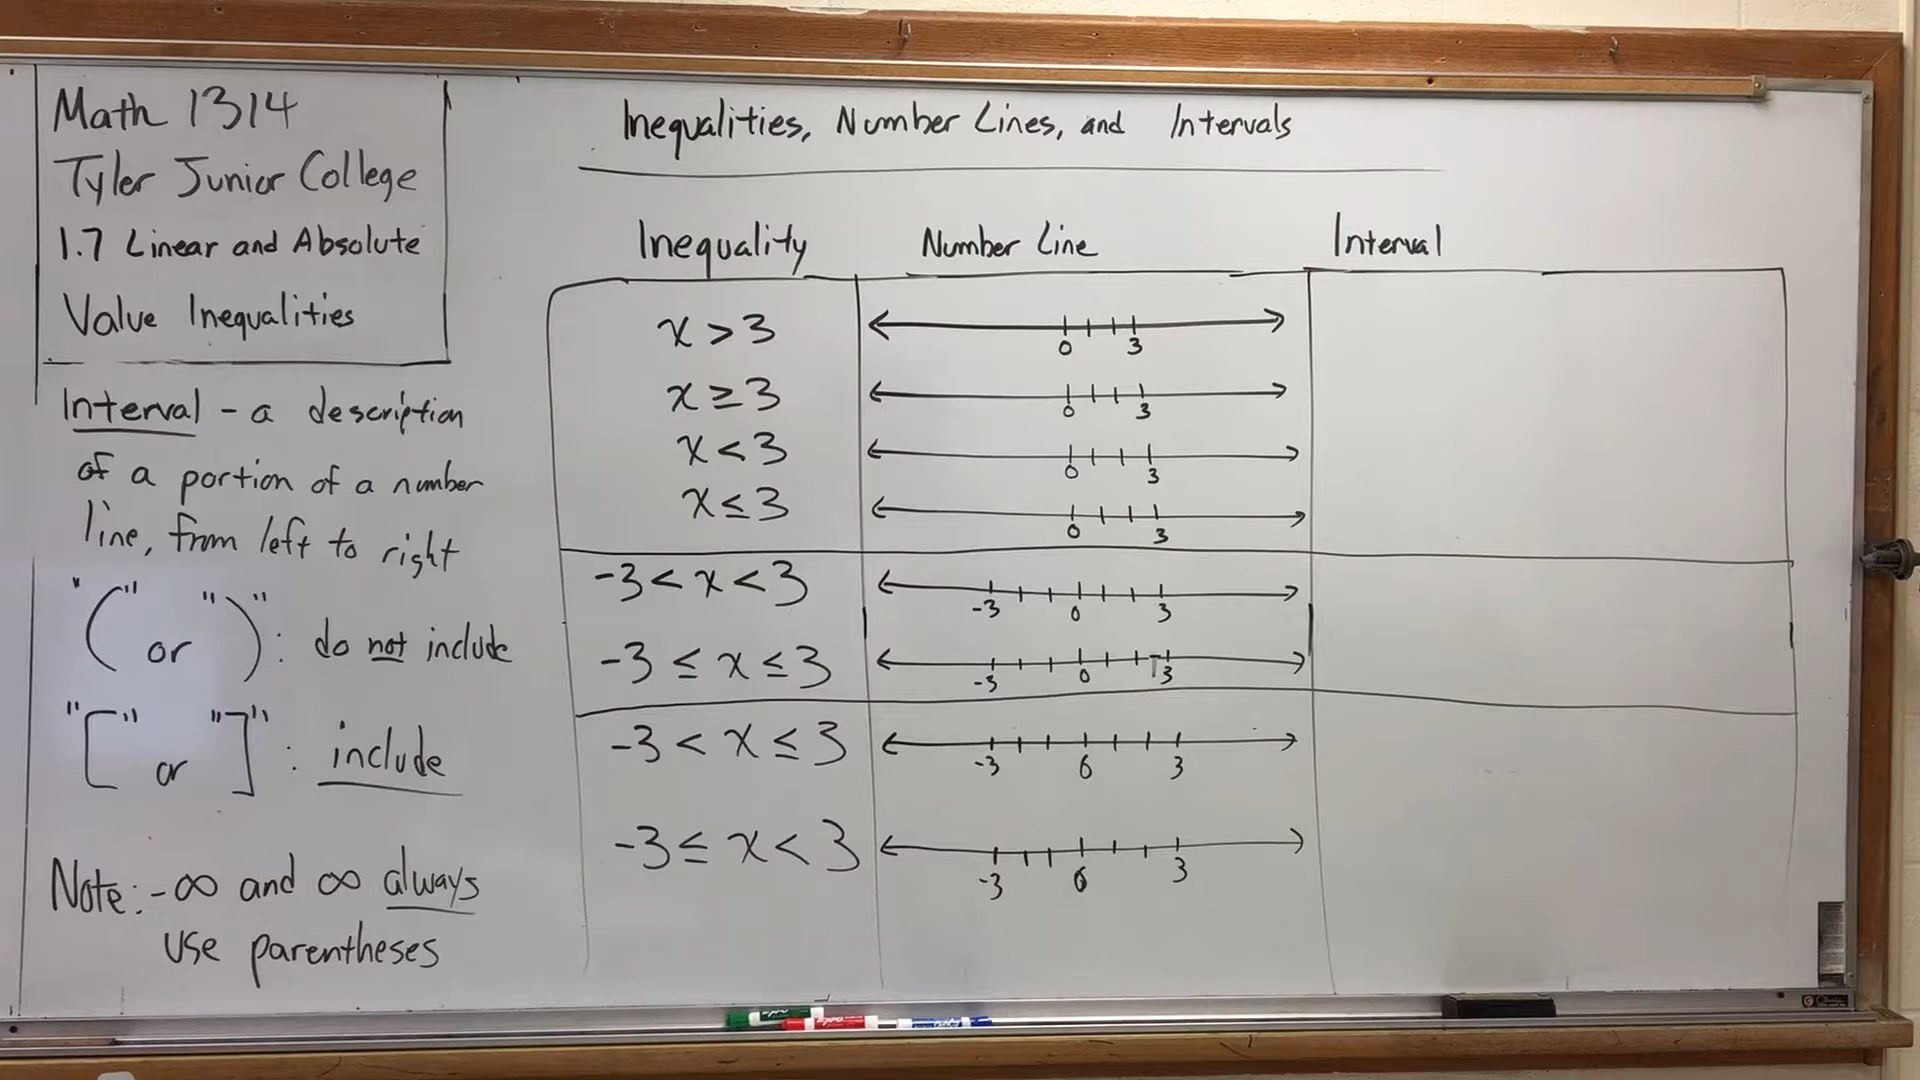 Math 1314
Tyler Junior College
1.7 Linear and Absolute
Value Inequalities
Interval - a description
of a portion of a number
line, from left to right
"(" or ")": do not include
"[" or "]": include
Note: -∞ and ∞ always
use parentheses
Inequalities, Number Lines, and Intervals
Inequality Number Line Interval
x > 3
0 3
x ≥ 3
0 3
x < 3
0 3
x ≤ 3
0 3
-3 < x < 3
-3 0 3
-3 ≤ x ≤ 3
-3 0 3
-3 < x ≤ 3
-3 0 3
-3 ≤ x < 3
-3 0 3